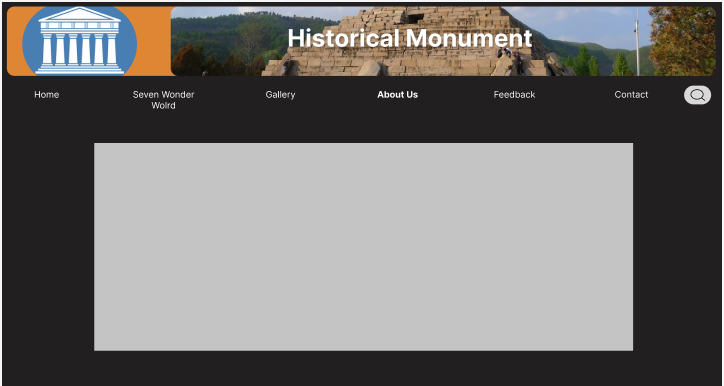 Historical Monument
Home
Seven Wonder
Wolrd
Gallery
About Us
Feedback
Contact